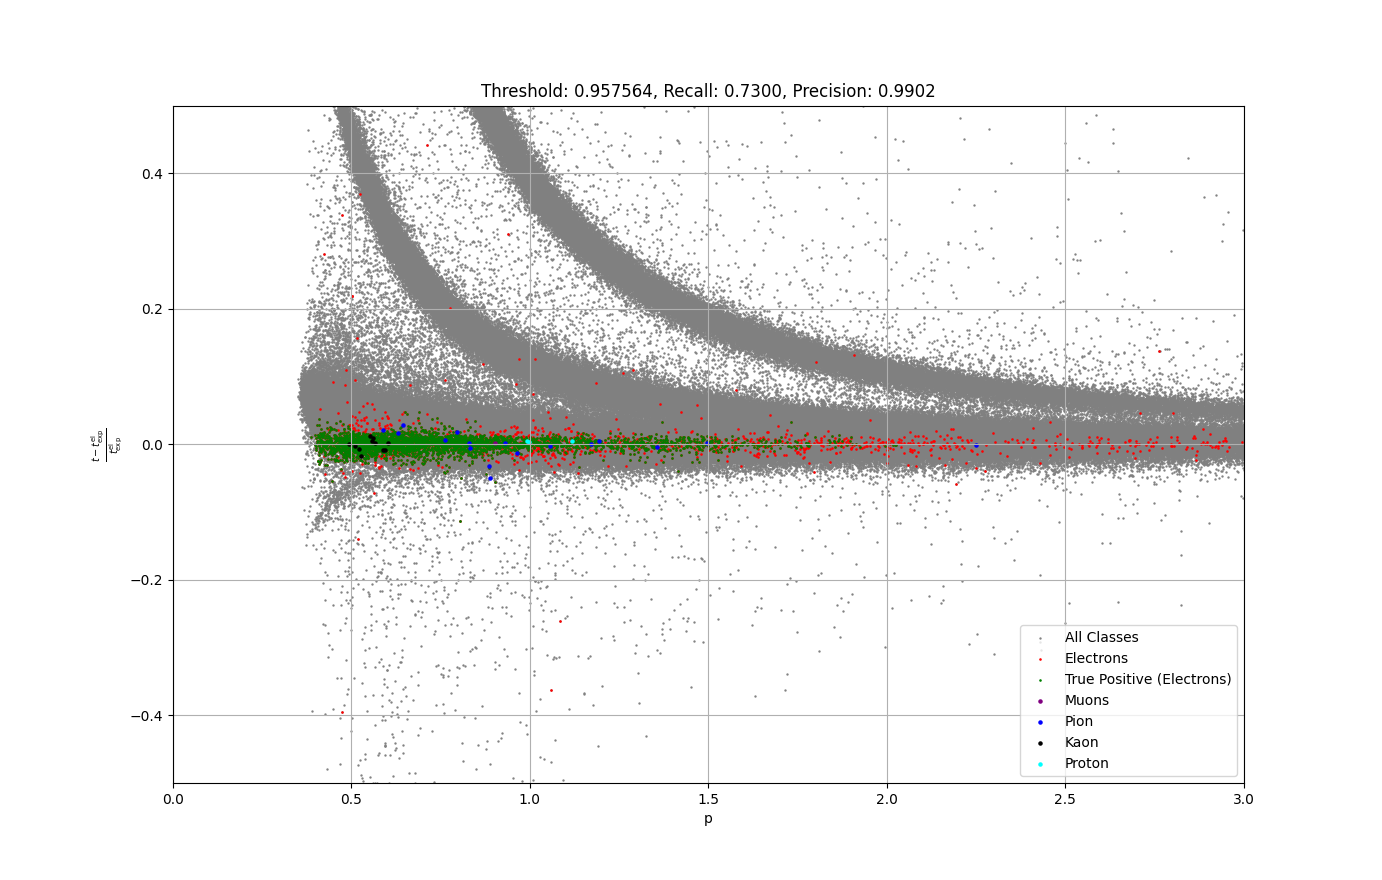 Threshold: 0.957564, Recall: 0.7300, Precision: 0.9902
0.4
0.2
0.0
−0.2
−0.4
t − t^el_exp / t^el_exp
0.0 0.5 1.0 1.5 2.0 2.5 3.0
p
All Classes
Electrons
True Positive (Electrons)
Muons
Pion
Kaon
Proton